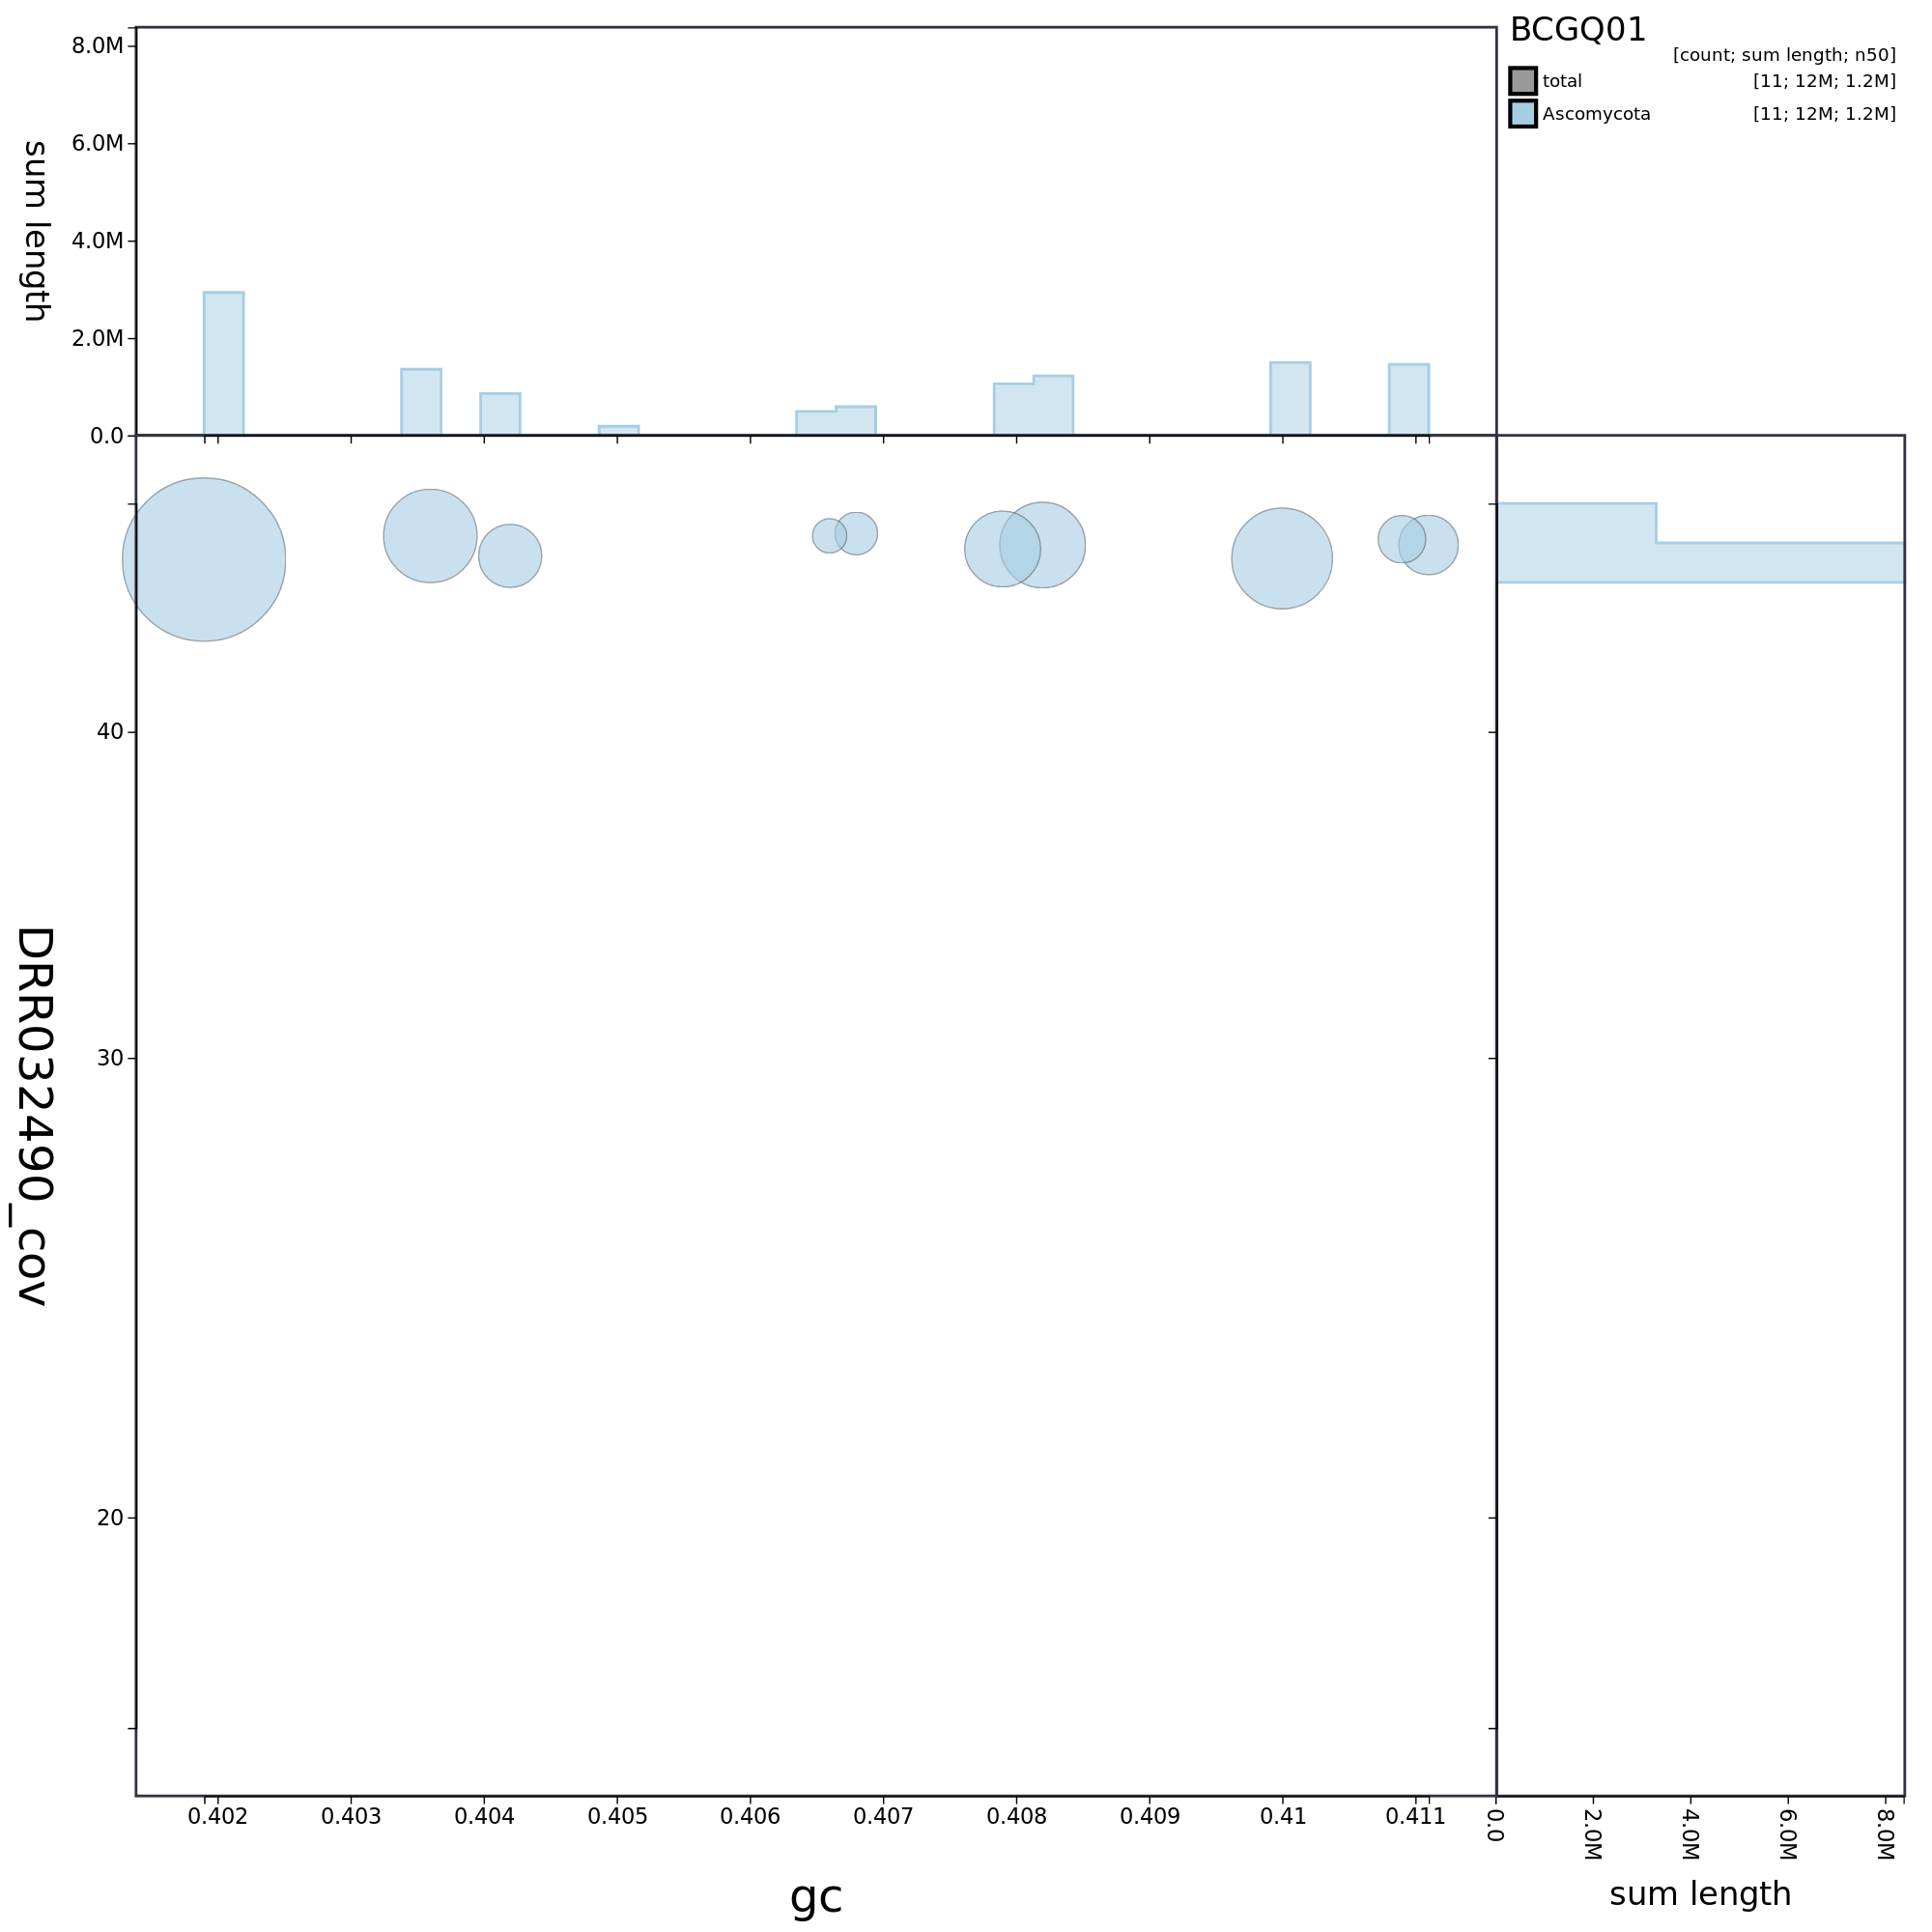 BCGQ01
[count; sum length; n50]
total [11; 12M; 1.2M]
Ascomycota [11; 12M; 1.2M]
sum length
8.0M
6.0M
4.0M
2.0M
0.0
DRR032490_cov
40
30
20
0.402 0.403 0.404 0.405 0.406 0.407 0.408 0.409 0.41 0.411
gc
0.0 2.0M 4.0M 6.0M 8.0M
sum length